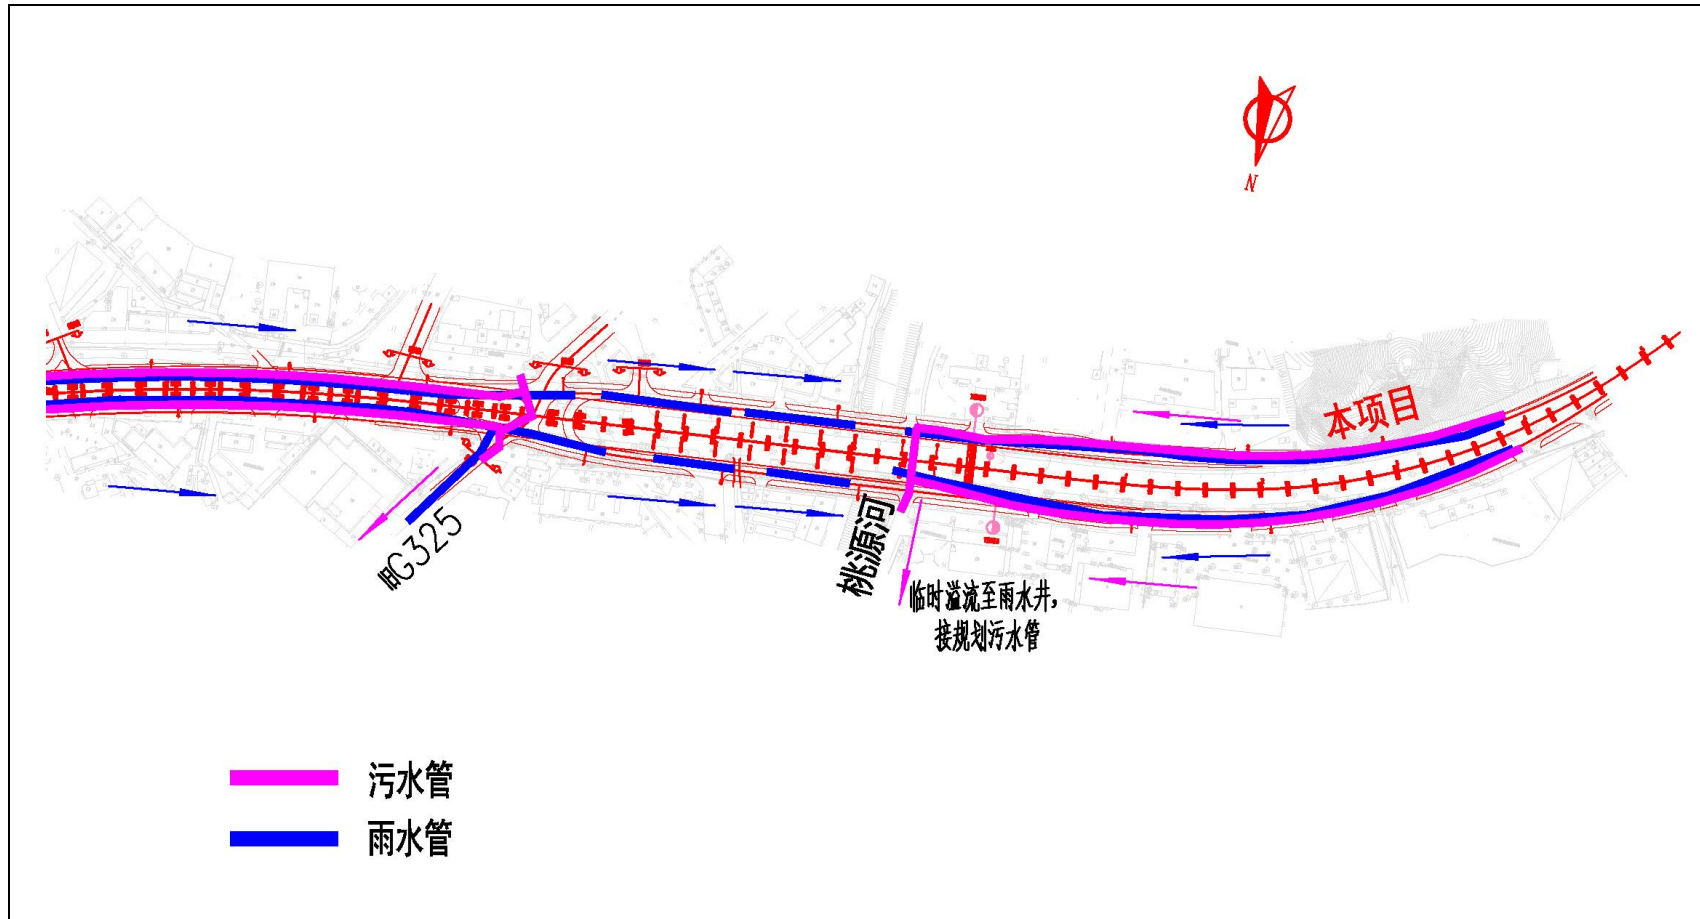 N
本项目
旧G325
桃源河
临时溢流至雨水井，
接规划污水管
污水管
雨水管